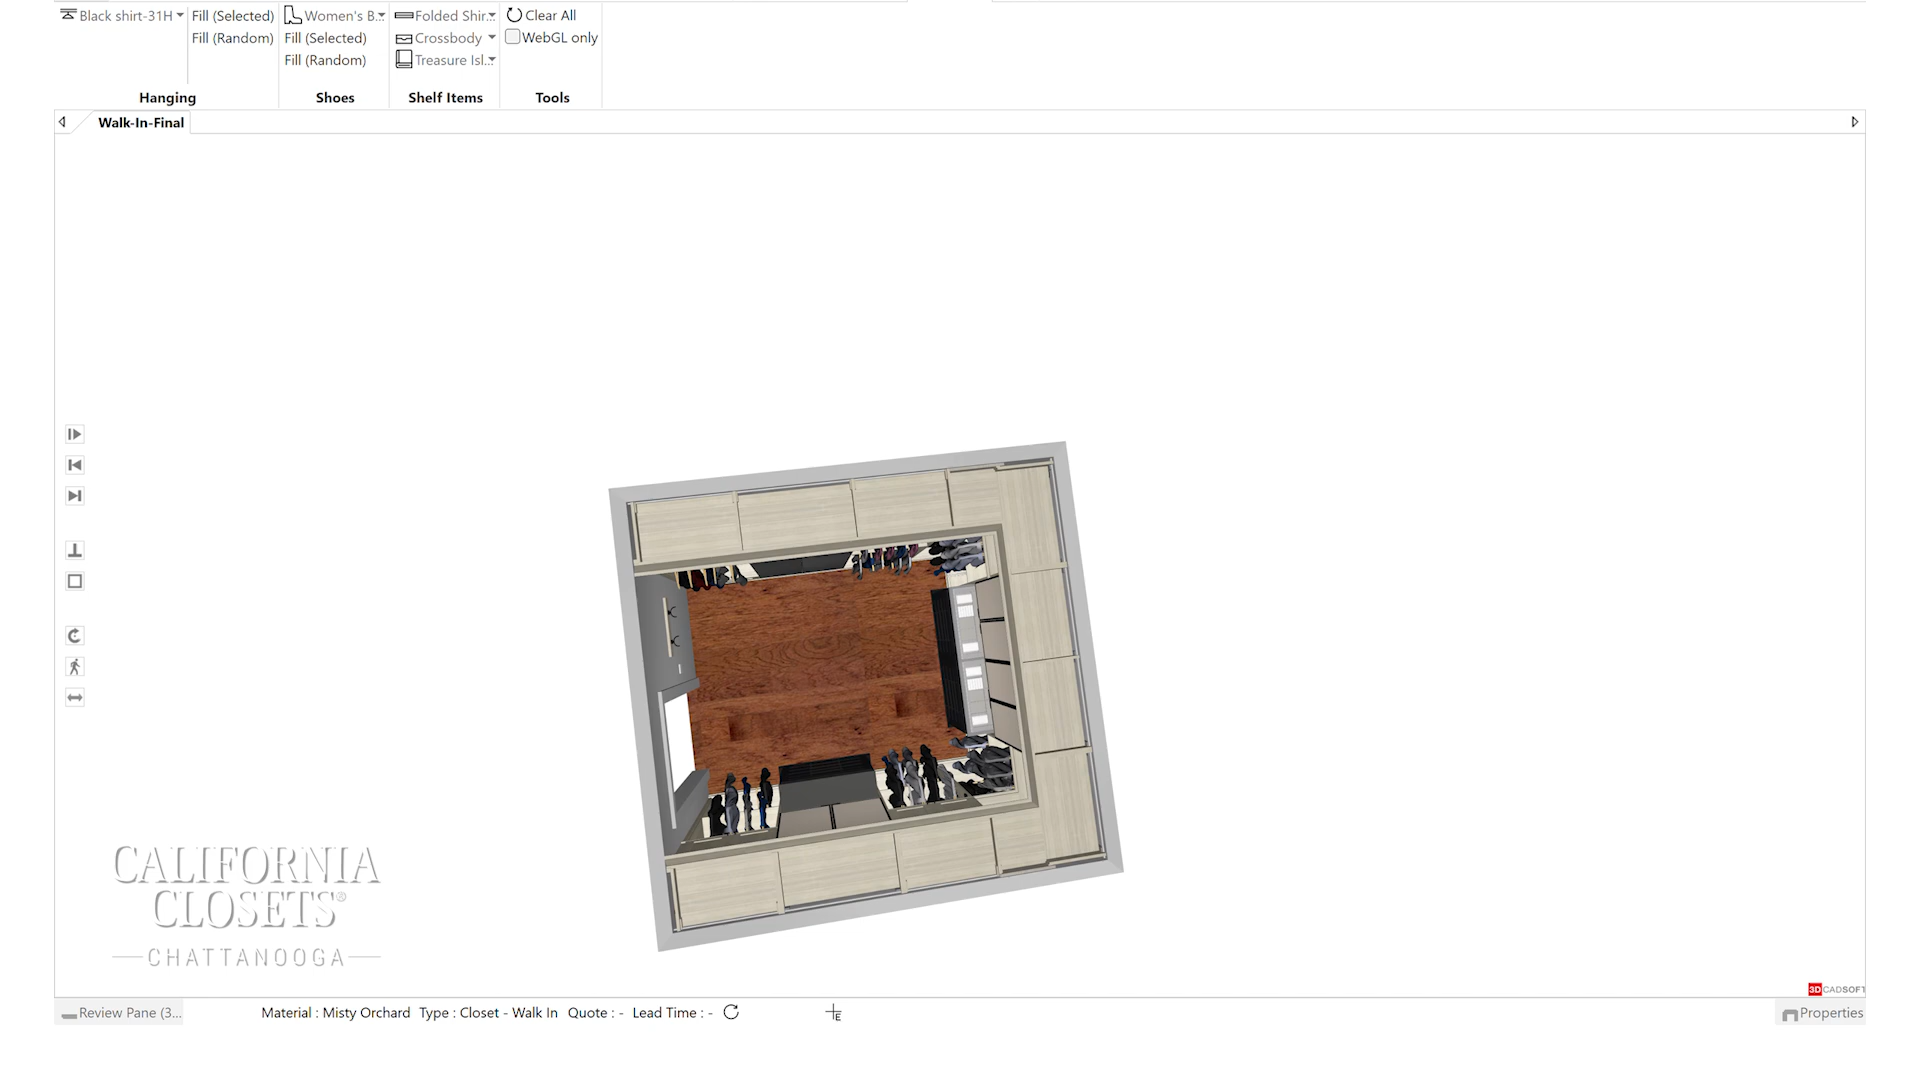 Black shirt-31H
Fill (Selected)
Women's B..
Folded Shir..
Clear All
Fill (Random)
Fill (Selected)
Crossbody
WebGL only
Fill (Random)
Treasure Isl..
Hanging
Shoes
Shelf Items
Tools
Walk-In-Final
CALIFORNIA
CLOSETS®
CHATTANOOGA
3DCADSOFT
Review Pane (3...
Material : Misty Orchard Type : Closet - Walk In Quote : - Lead Time : -
E
Properties